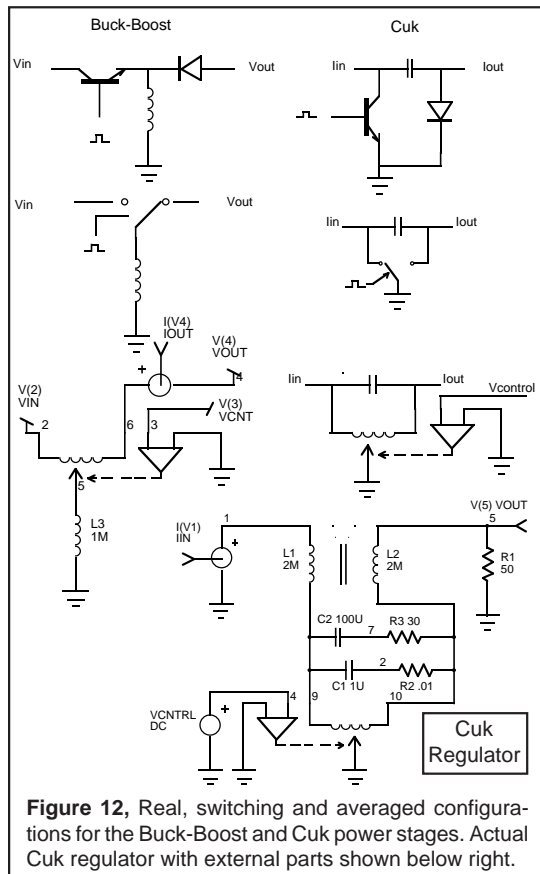 Buck-Boost
Cuk
Vin
Vout
Iin
Iout
Vin
Vout
Iin
Iout
I(V4)
IOUT
V(4)
VOUT
+
4
V(2)
VIN
2
6
3
V(3)
VCNT
5
L3
1M
Iin
Iout
Vcontrol
V(5) VOUT
5
I(V1)
IIN
1
+
L1
2M
L2
2M
R1
50
C2 100U
7
R3 30
C1 1U
2
R2 .01
9
10
VCNTRL
DC
+
4
Cuk
Regulator
Figure 12, Real, switching and averaged configura-
tions for the Buck-Boost and Cuk power stages. Actual
Cuk regulator with external parts shown below right.